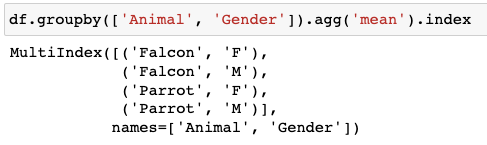 df.groupby(['Animal', 'Gender']).agg('mean').index
MultiIndex([('Falcon', 'F'),
            ('Falcon', 'M'),
            ('Parrot', 'F'),
            ('Parrot', 'M')],
           names=['Animal', 'Gender'])